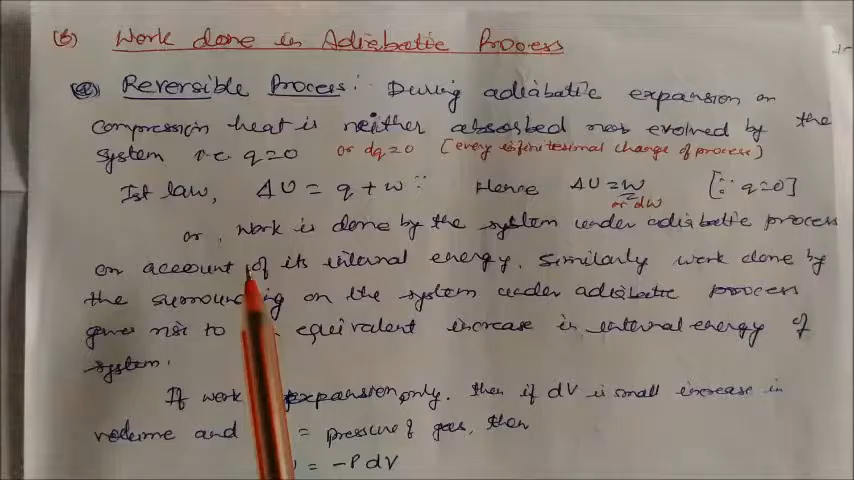 (6) Work done in Adiabatic Process
(a) Reversible Process: During adiabatic expansion or
compression heat is neither absorbed nor evolved by the
system i.e. q=0 or dq=0 (every infinitesimal change of process)
Ist law, ΔU = q + w ∵ Hence ΔU = w [∵ q=0]
or dw
or, work is done by the system under adiabatic process
on account of its internal energy. Similarly work done by
the surrounding on the system under adiabatic process
gives rise to equivalent increase in internal energy of
system.
If work expansion only. then if dV is small increase in
volume and = pressure of gas, then
= -PdV